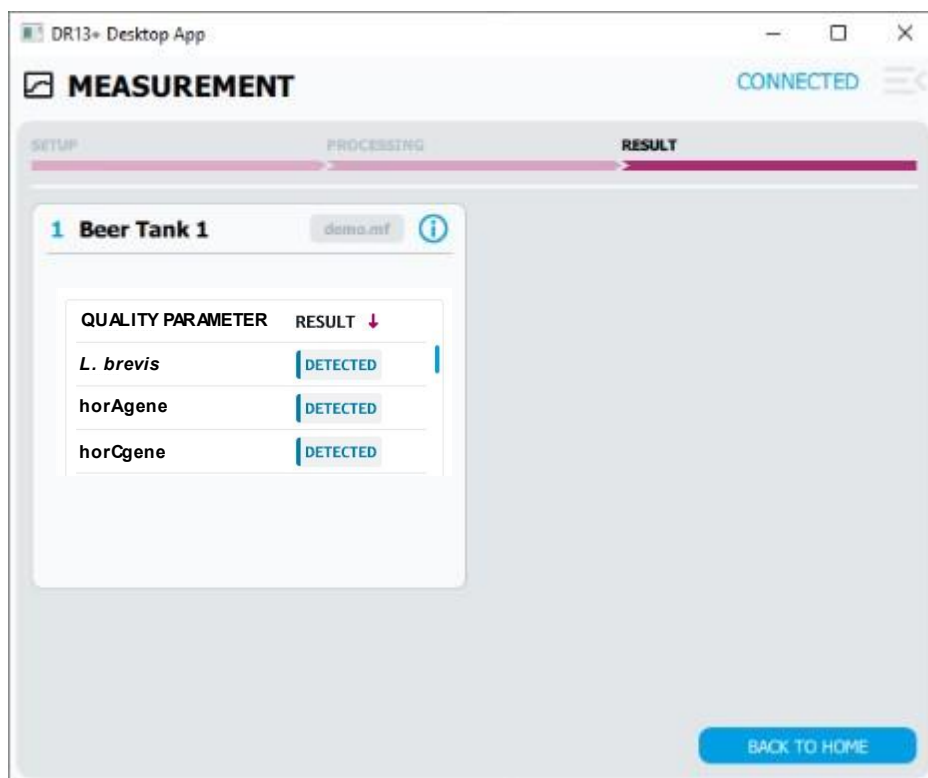 DR13+ Desktop App
MEASUREMENT
CONNECTED
SETUP PROCESSING RESULT
1 Beer Tank 1 demo.mf
QUALITY PARAMETER RESULT
L. brevis DETECTED
horAgene DETECTED
horCgene DETECTED
BACK TO HOME